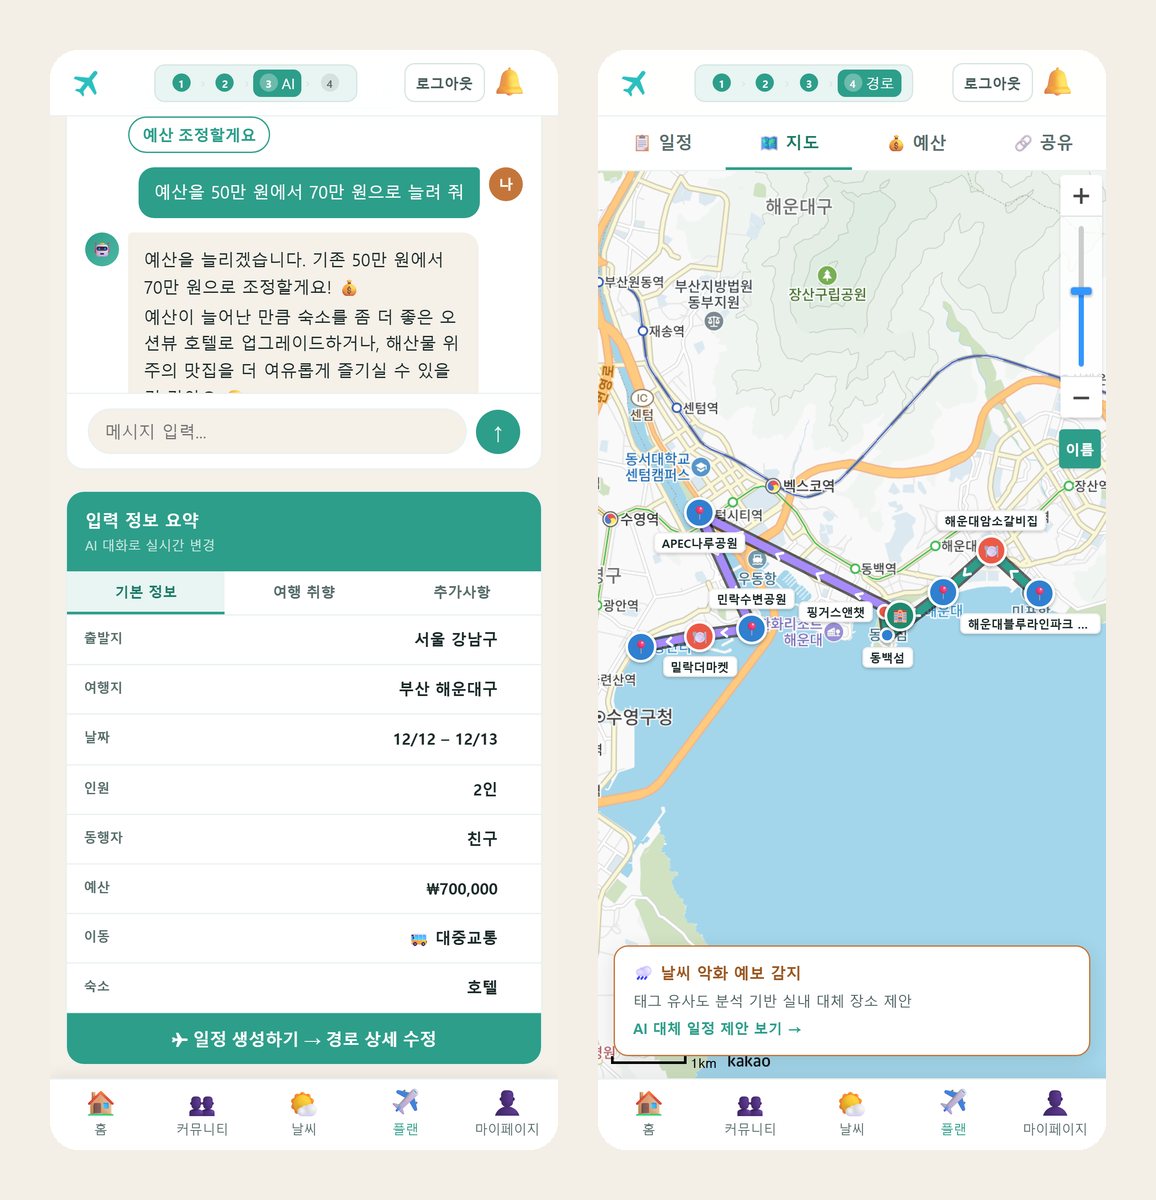 1
2
3 AI
4
로그아웃
예산 조정할게요
예산을 50만 원에서 70만 원으로 늘려 줘
나
예산을 늘리겠습니다. 기존 50만 원에서
70만 원으로 조정할게요!
예산이 늘어난 만큼 숙소를 좀 더 좋은 오
션뷰 호텔로 업그레이드하거나, 해산물 위
주의 맛집을 더 여유롭게 즐기실 수 있을
메시지 입력...
↑
입력 정보 요약
AI 대화로 실시간 변경
기본 정보
여행 취향
추가사항
출발지 서울 강남구
여행지 부산 해운대구
날짜 12/12 – 12/13
인원 2인
동행자 친구
예산 ₩700,000
이동 대중교통
숙소 호텔
일정 생성하기 → 경로 상세 수정
홈
커뮤니티
날씨
플랜
마이페이지
1
2
3
4 경로
로그아웃
일정
지도
예산
공유
해운대구
부산원동역
부산지방법원
동부지원
장산구립공원
재송역
IC
센텀
센텀역
이름
동서대학교
센텀캠퍼스
벡스코역
장산역
수영역
텀시티역
해운대암소갈비집
APEC나루공원
해운대
우동항
동백역
광안역
민락수변공원
핑거스앤챗
해운대
해운대블루라인파크 ...
해운대
밀락더마켓
동백섬
련산역
수영구청
날씨 악화 예보 감지
태그 유사도 분석 기반 실내 대체 장소 제안
AI 대체 일정 제안 보기 →
1km
kakao
홈
커뮤니티
날씨
플랜
마이페이지